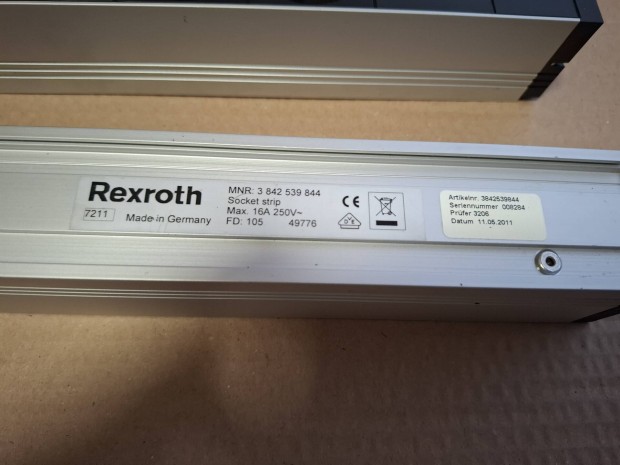 Rexroth
7211 Made in Germany
MNR: 3 842 539 844
Socket strip
Max. 16A 250V~
FD: 105 49776
CE
Artikelnr. 3842539844
Seriennummer 008284
Prüfer 3206
Datum 11.05.2011